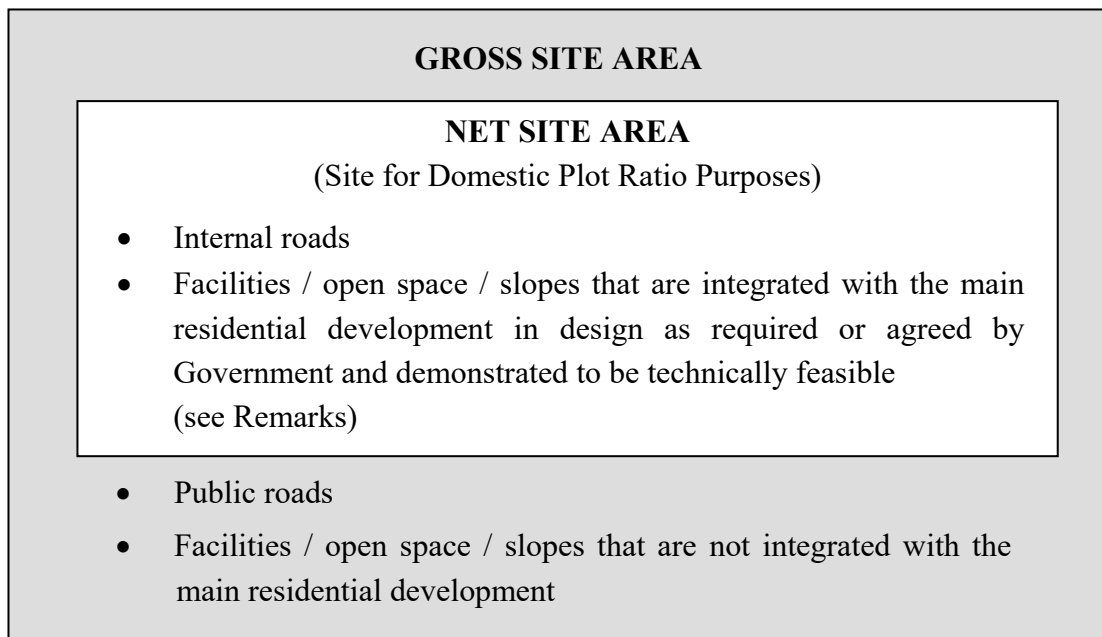 GROSS SITE AREA
NET SITE AREA
(Site for Domestic Plot Ratio Purposes)
• Internal roads
• Facilities / open space / slopes that are integrated with the main
residential development in design as required or agreed by
Government and demonstrated to be technically feasible
(see Remarks)
• Public roads
• Facilities / open space / slopes that are not integrated with the
main residential development